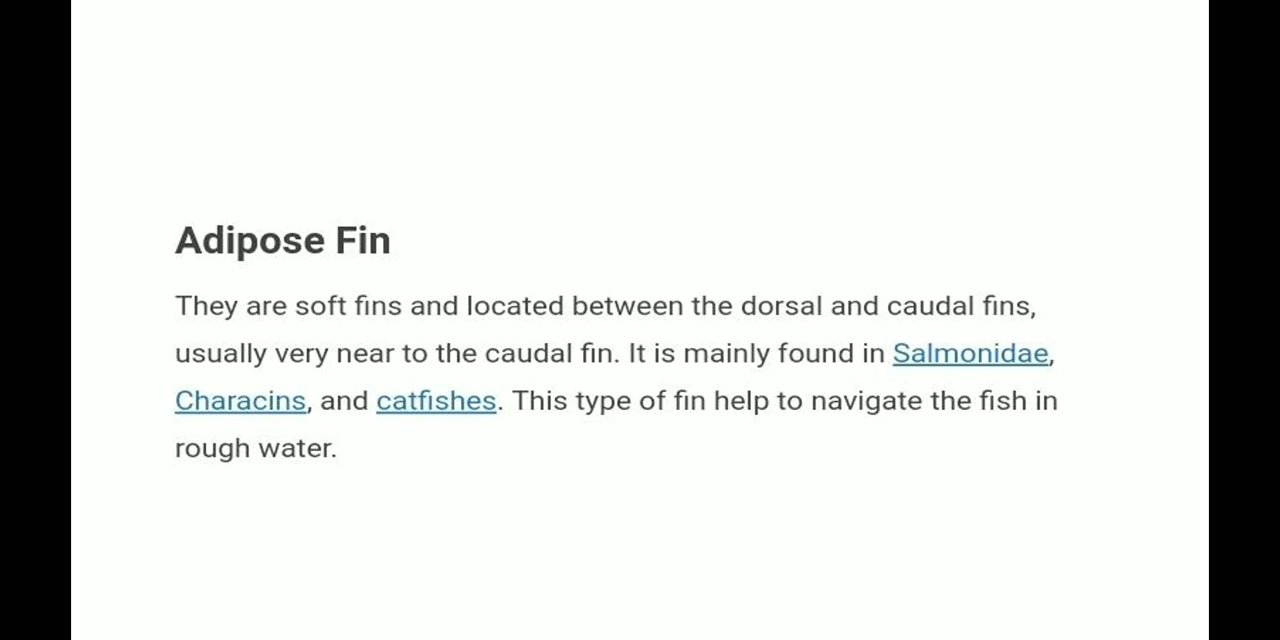 Adipose Fin
They are soft fins and located between the dorsal and caudal fins,
usually very near to the caudal fin. It is mainly found in Salmonidae,
Characins, and catfishes. This type of fin help to navigate the fish in
rough water.